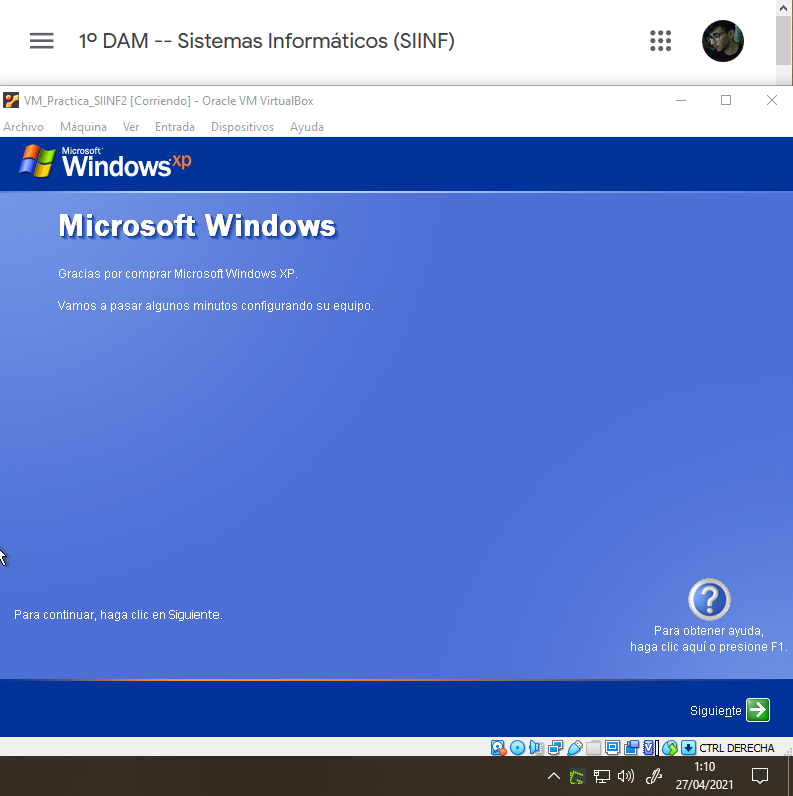 1º DAM -- Sistemas Informáticos (SIINF)
VM_Practica_SIINF2 [Corriendo] - Oracle VM VirtualBox
Archivo Máquina Ver Entrada Dispositivos Ayuda
Microsoft
Windows xp
Microsoft Windows
Gracias por comprar Microsoft Windows XP.
Vamos a pasar algunos minutos configurando su equipo.
Para continuar, haga clic en Siguiente.
Para obtener ayuda,
haga clic aquí o presione F1.
Siguiente
CTRL DERECHA
1:10
27/04/2021